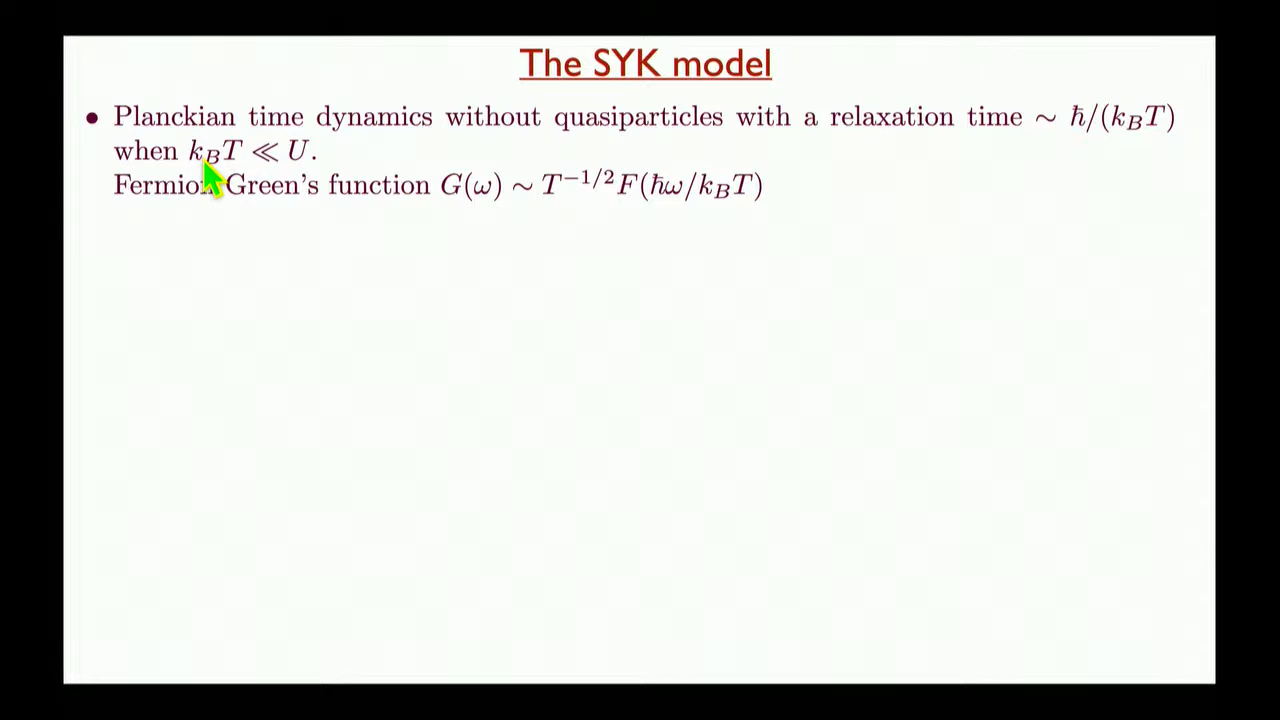 The SYK model
• Planckian time dynamics without quasiparticles with a relaxation time ∼ ℏ/(k_BT)
when k_BT ≪ U.
Fermion Green's function G(ω) ∼ T^{−1/2}F(ℏω/k_BT)